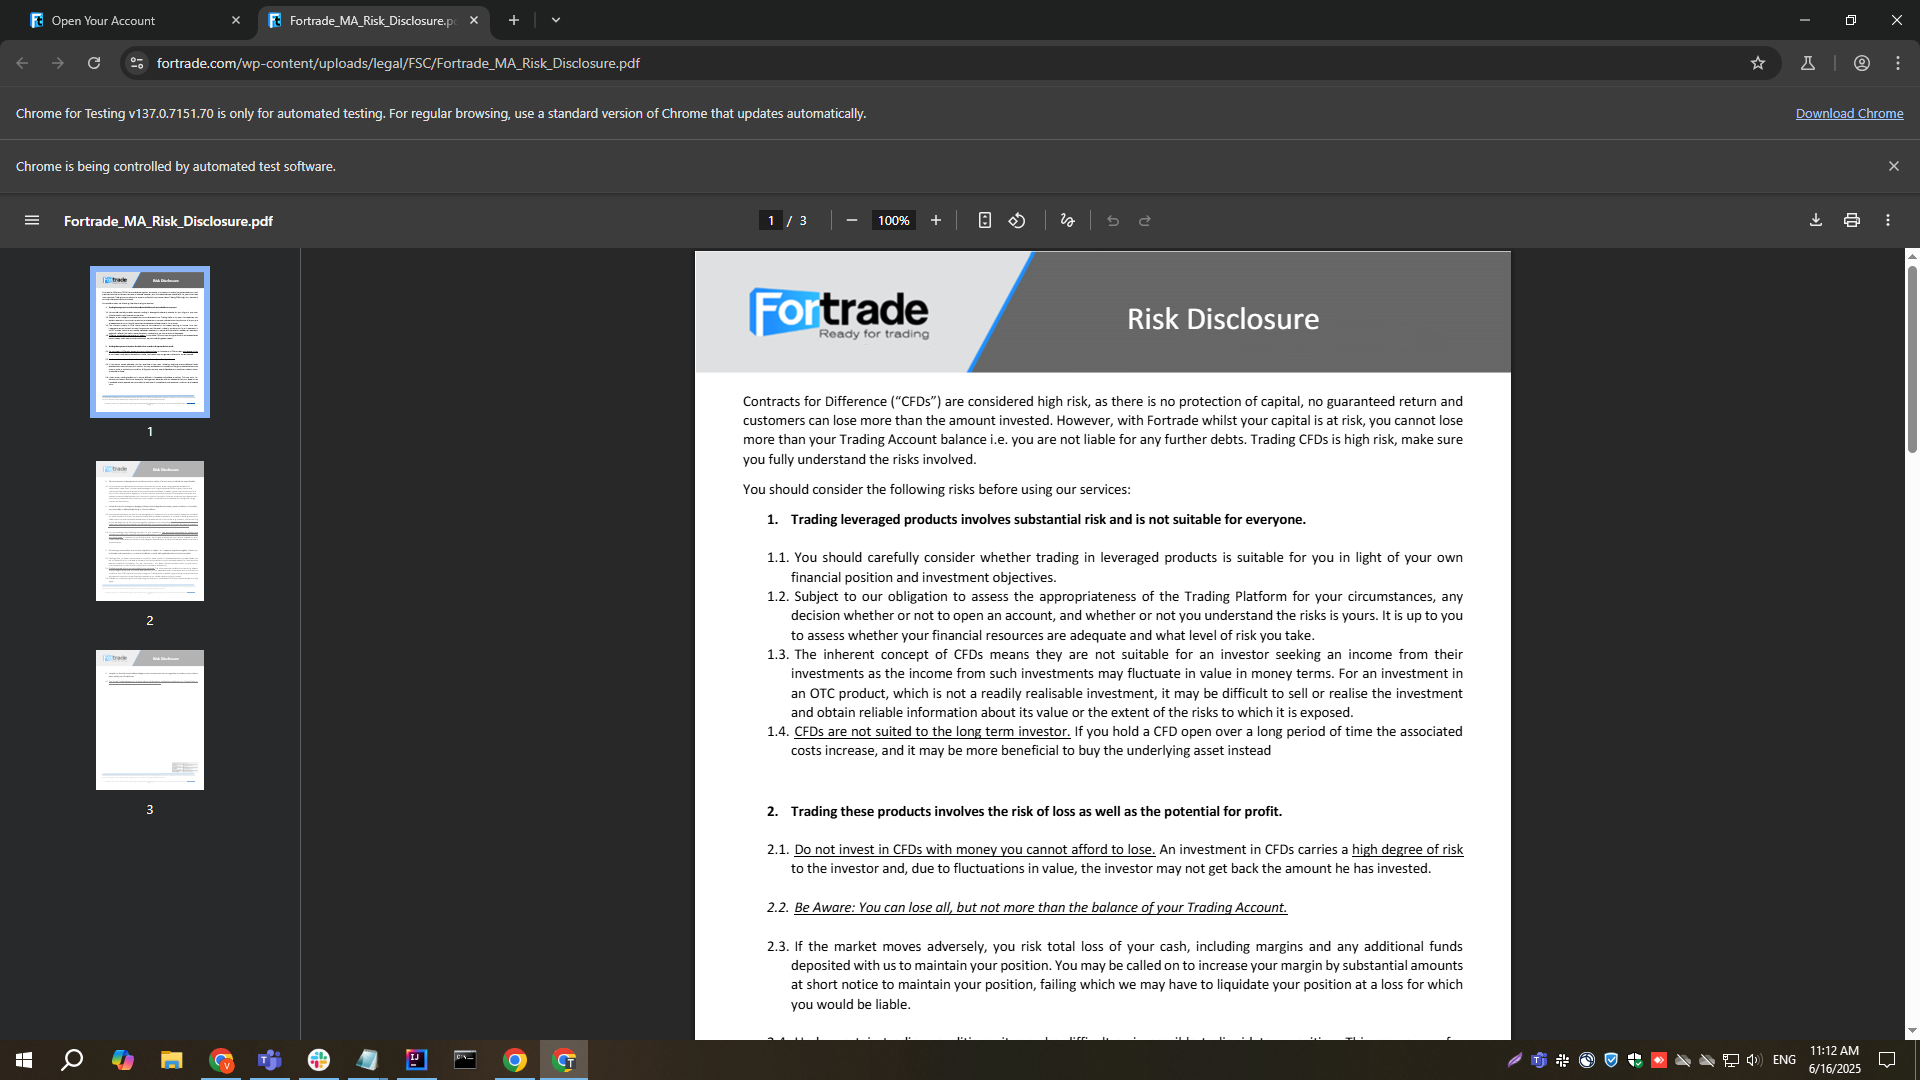 Open Your Account
Fortrade_MA_Risk_Disclosure.p
fortrade.com/wp-content/uploads/legal/FSC/Fortrade_MA_Risk_Disclosure.pdf
Chrome for Testing v137.0.7151.70 is only for automated testing. For regular browsing, use a standard version of Chrome that updates automatically.
Download Chrome
Chrome is being controlled by automated test software.
Fortrade_MA_Risk_Disclosure.pdf
1 / 3
100%
1
2
3
Fortrade
Ready for trading
Risk Disclosure
Contracts for Difference (“CFDs”) are considered high risk, as there is no protection of capital, no guaranteed return and
customers can lose more than the amount invested. However, with Fortrade whilst your capital is at risk, you cannot lose
more than your Trading Account balance i.e. you are not liable for any further debts. Trading CFDs is high risk, make sure
you fully understand the risks involved.
You should consider the following risks before using our services:
1. Trading leveraged products involves substantial risk and is not suitable for everyone.
1.1. You should carefully consider whether trading in leveraged products is suitable for you in light of your own
financial position and investment objectives.
1.2. Subject to our obligation to assess the appropriateness of the Trading Platform for your circumstances, any
decision whether or not to open an account, and whether or not you understand the risks is yours. It is up to you
to assess whether your financial resources are adequate and what level of risk you take.
1.3. The inherent concept of CFDs means they are not suitable for an investor seeking an income from their
investments as the income from such investments may fluctuate in value in money terms. For an investment in
an OTC product, which is not a readily realisable investment, it may be difficult to sell or realise the investment
and obtain reliable information about its value or the extent of the risks to which it is exposed.
1.4. CFDs are not suited to the long term investor. If you hold a CFD open over a long period of time the associated
costs increase, and it may be more beneficial to buy the underlying asset instead
2. Trading these products involves the risk of loss as well as the potential for profit.
2.1. Do not invest in CFDs with money you cannot afford to lose. An investment in CFDs carries a high degree of risk
to the investor and, due to fluctuations in value, the investor may not get back the amount he has invested.
2.2. Be Aware: You can lose all, but not more than the balance of your Trading Account.
2.3. If the market moves adversely, you risk total loss of your cash, including margins and any additional funds
deposited with us to maintain your position. You may be called on to increase your margin by substantial amounts
at short notice to maintain your position, failing which we may have to liquidate your position at a loss for which
you would be liable.
ENG
11:12 AM
6/16/2025